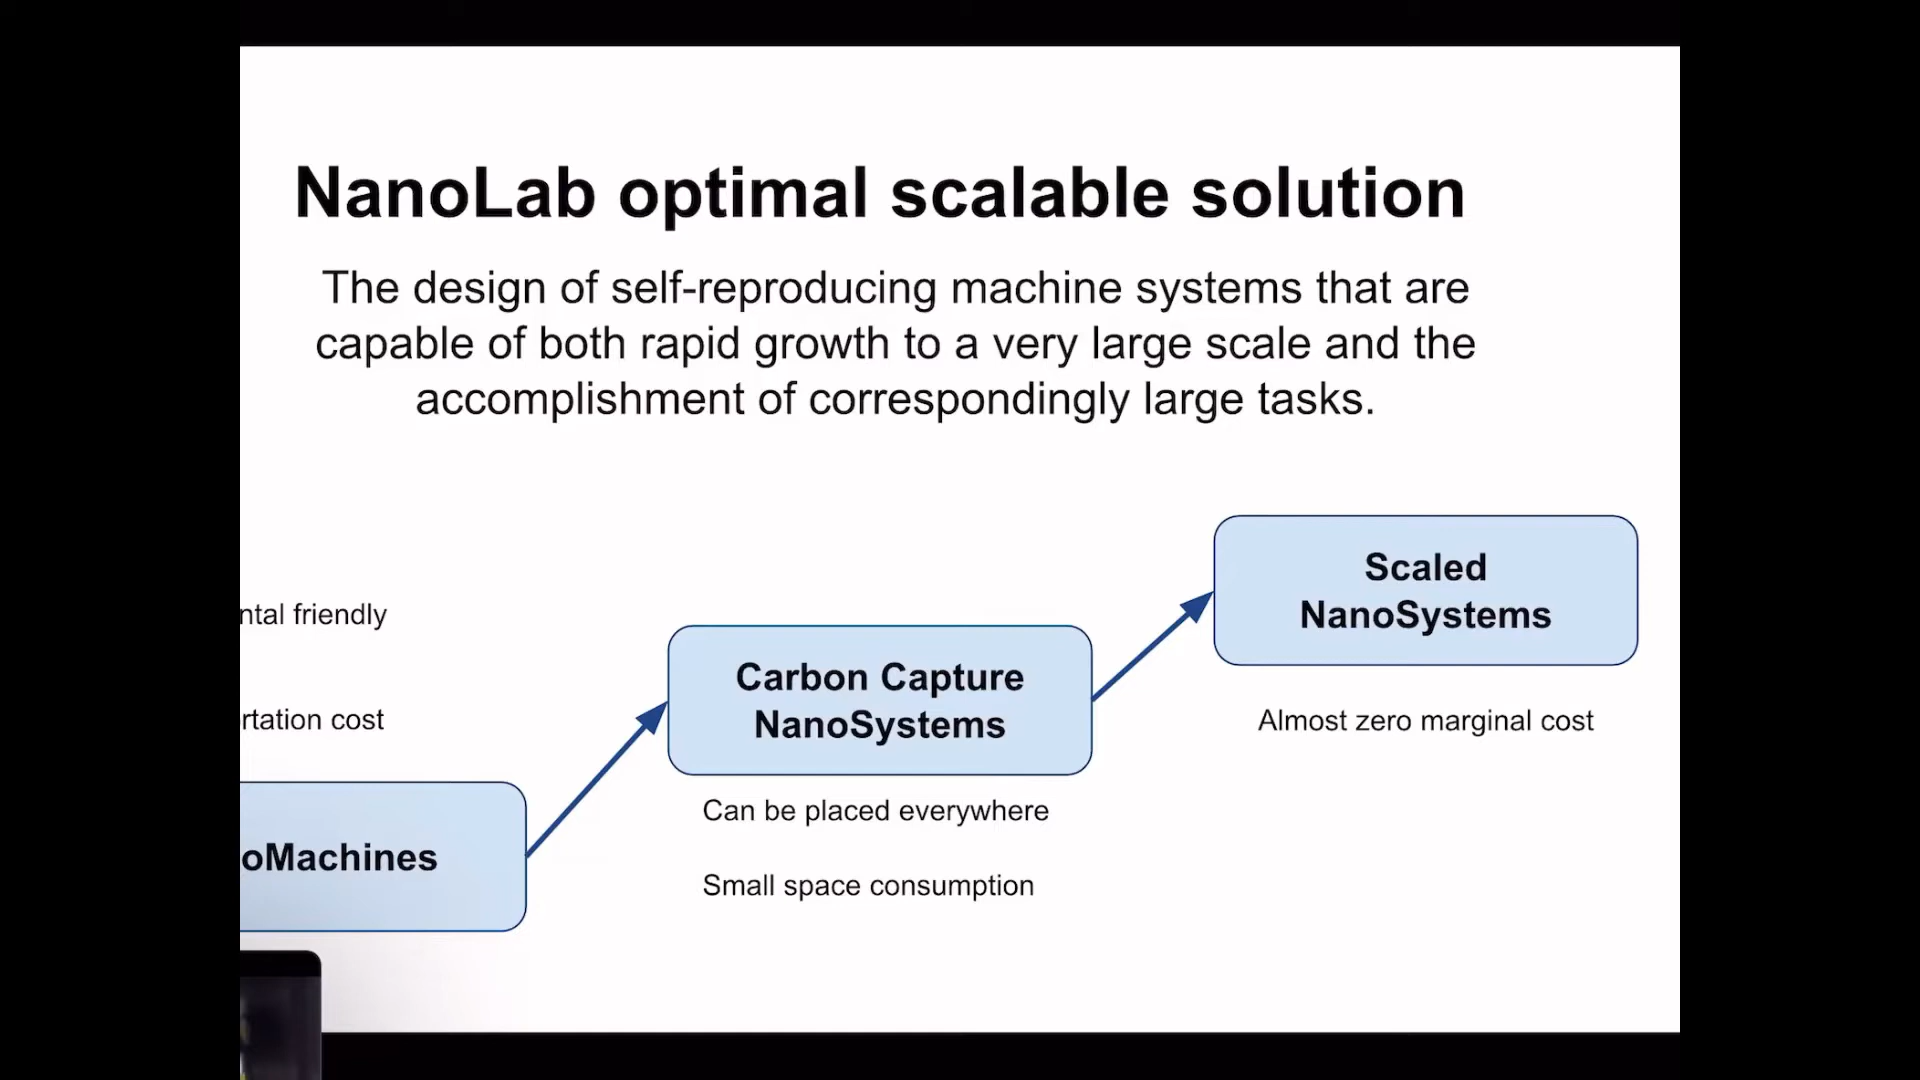 NanoLab optimal scalable solution
The design of self-reproducing machine systems that are
capable of both rapid growth to a very large scale and the
accomplishment of correspondingly large tasks.
Scaled
NanoSystems
Almost zero marginal cost
ntal friendly
rtation cost
Carbon Capture
NanoSystems
Can be placed everywhere
Small space consumption
oMachines